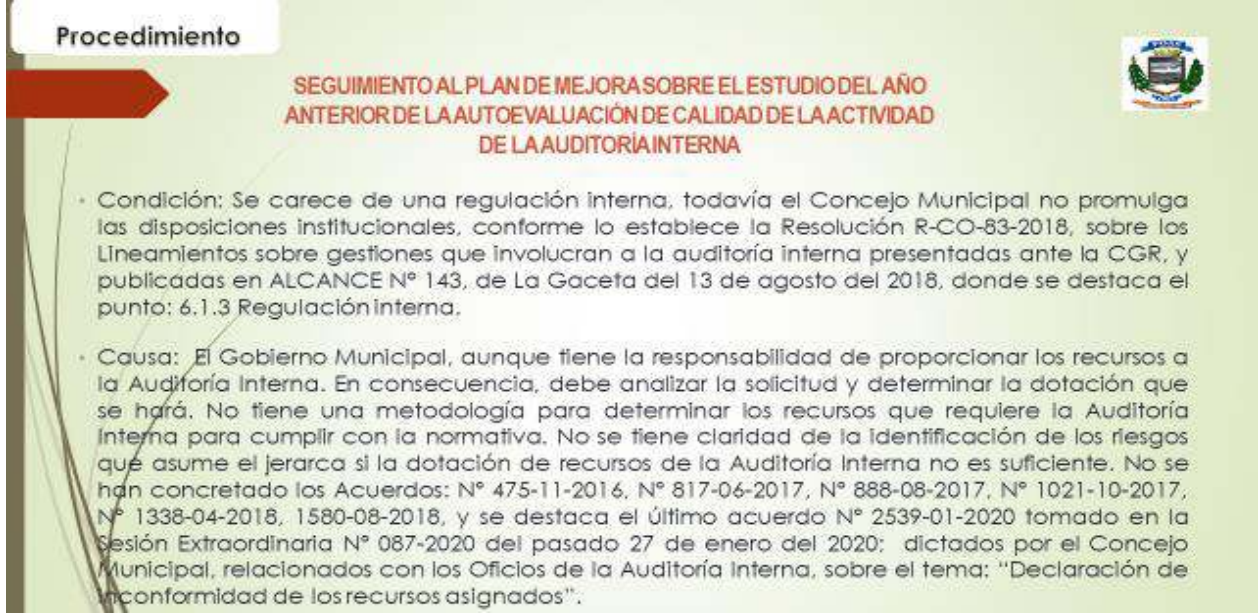 Procedimiento
SEGUIMIENTO AL PLAN DE MEJORA SOBRE EL ESTUDIO DEL AÑO
ANTERIOR DE LA AUTOEVALUACIÓN DE CALIDAD DE LA ACTIVIDAD
DE LA AUDITORÍA INTERNA
• Condición: Se carece de una regulación interna, todavía el Concejo Municipal no promulga
las disposiciones institucionales, conforme lo establece la Resolución R-CO-83-2018, sobre los
Lineamientos sobre gestiones que involucran a la auditoría interna presentadas ante la CGR, y
publicadas en ALCANCE N° 143, de La Gaceta del 13 de agosto del 2018, donde se destaca el
punto: 6.1.3 Regulación interna.
• Causa: El Gobierno Municipal, aunque tiene la responsabilidad de proporcionar los recursos a
la Auditoría Interna. En consecuencia, debe analizar la solicitud y determinar la dotación que
se hará. No tiene una metodología para determinar los recursos que requiere la Auditoría
Interna para cumplir con la normativa. No se tiene claridad de la identificación de los riesgos
que asume el jerarca si la dotación de recursos de la Auditoría Interna no es suficiente. No se
han concretado los Acuerdos: N° 475-11-2016, N° 817-06-2017, N° 888-08-2017, N° 1021-10-2017,
N° 1338-04-2018, 1580-08-2018, y se destaca el último acuerdo N° 2539-01-2020 tomado en la
Sesión Extraordinaria N° 087-2020 del pasado 27 de enero del 2020; dictados por el Concejo
Municipal, relacionados con los Oficios de la Auditoría Interna, sobre el tema: "Declaración de
inconformidad de los recursos asignados".